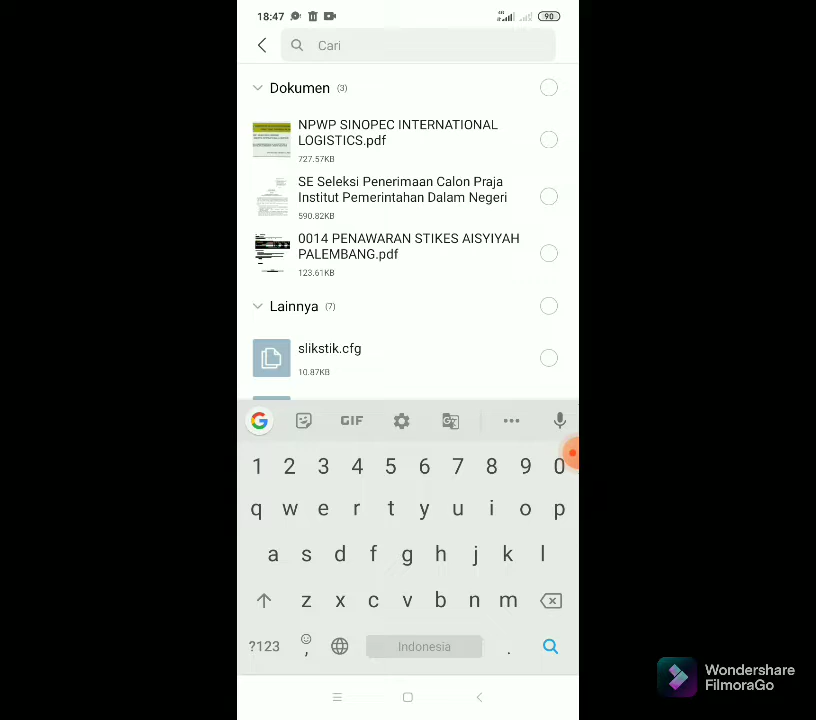 18:47
90
Cari
Dokumen (3)
NPWP SINOPEC INTERNATIONAL
LOGISTICS.pdf
727.57KB
SE Seleksi Penerimaan Calon Praja
Institut Pemerintahan Dalam Negeri
590.82KB
0014 PENAWARAN STIKES AISYIYAH
PALEMBANG.pdf
123.61KB
Lainnya (7)
slikstik.cfg
10.87KB
GIF
1 2 3 4 5 6 7 8 9 0
q w e r t y u i o p
a s d f g h j k l
z x c v b n m
?123 , Indonesia .
Wondershare
FilmoraGo